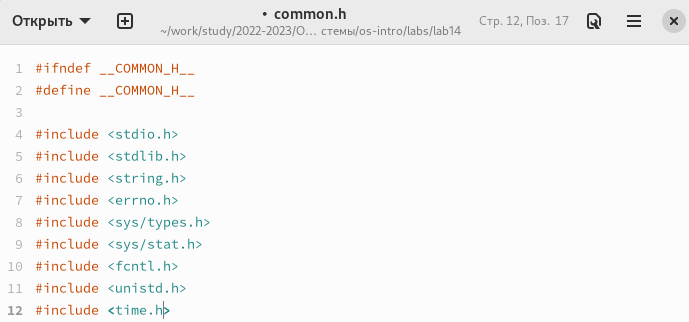 Открыть
• common.h
~/work/study/2022-2023/О… стемы/os-intro/labs/lab14
Стр. 12, Поз. 17
1 #ifndef __COMMON_H__
2 #define __COMMON_H__
3
4 #include <stdio.h>
5 #include <stdlib.h>
6 #include <string.h>
7 #include <errno.h>
8 #include <sys/types.h>
9 #include <sys/stat.h>
10 #include <fcntl.h>
11 #include <unistd.h>
12 #include <time.h>